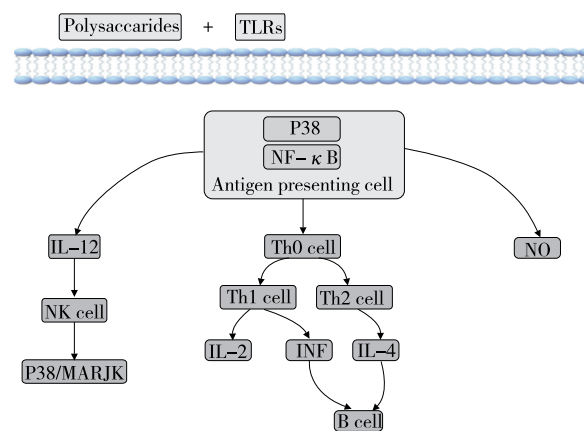 Polysaccarides + TLRs
P38
NF-κB
Antigen presenting cell
IL-12
Th0 cell
NO
Th1 cell
Th2 cell
NK cell
IL-2
INF
IL-4
P38/MARJK
B cell